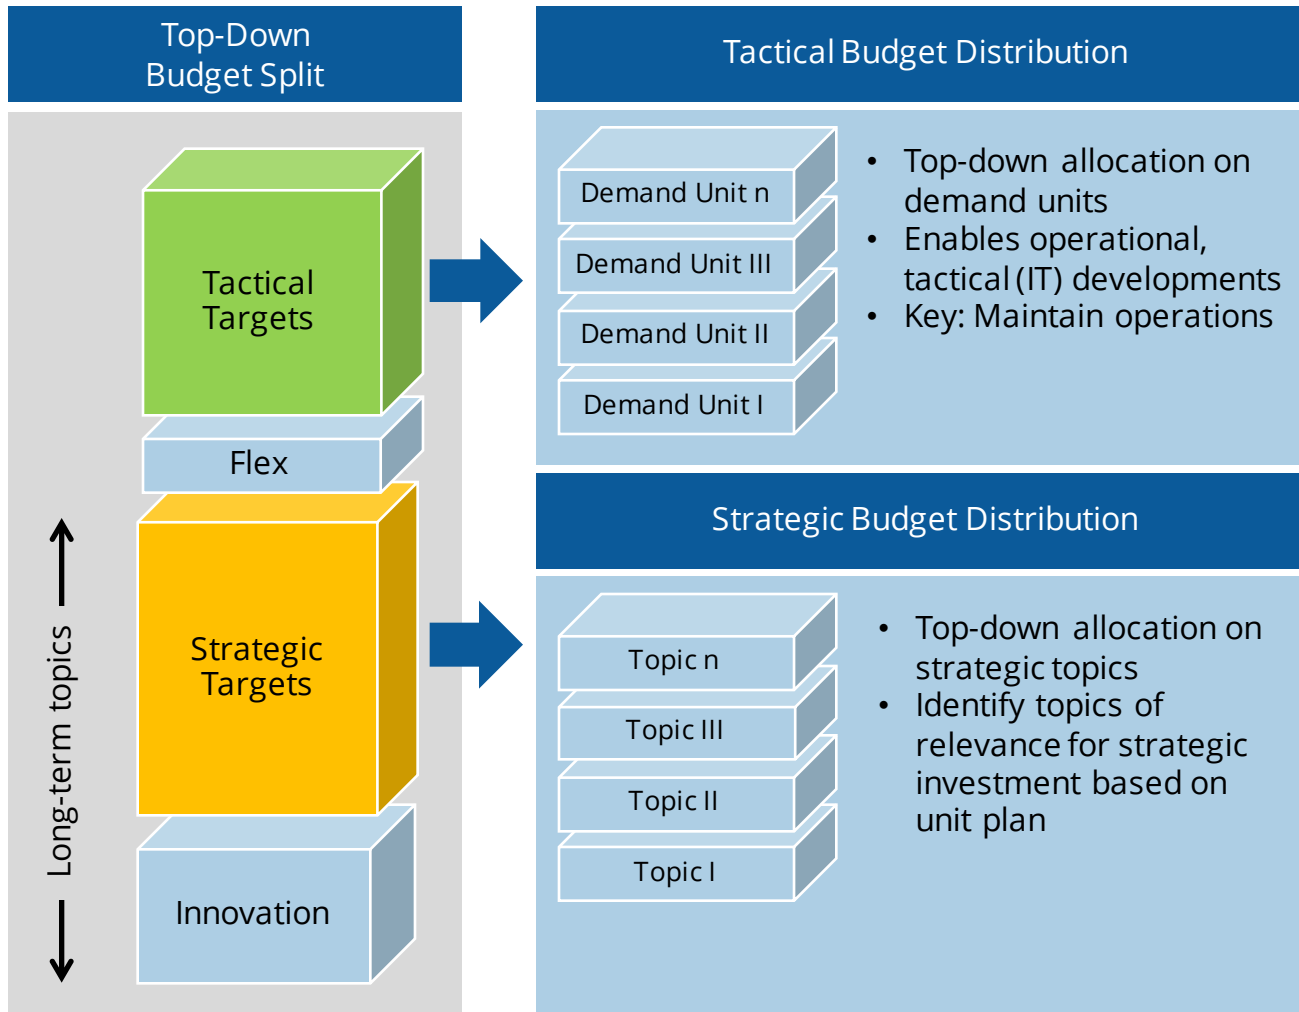 Top-Down
Budget Split
Tactical
Targets
Flex
Strategic
Targets
Innovation
Long-term topics
Tactical Budget Distribution
Demand Unit n
Demand Unit III
Demand Unit II
Demand Unit I
• Top-down allocation on
demand units
• Enables operational,
tactical (IT) developments
• Key: Maintain operations
Strategic Budget Distribution
Topic n
Topic III
Topic II
Topic I
• Top-down allocation on
strategic topics
• Identify topics of
relevance for strategic
investment based on
unit plan